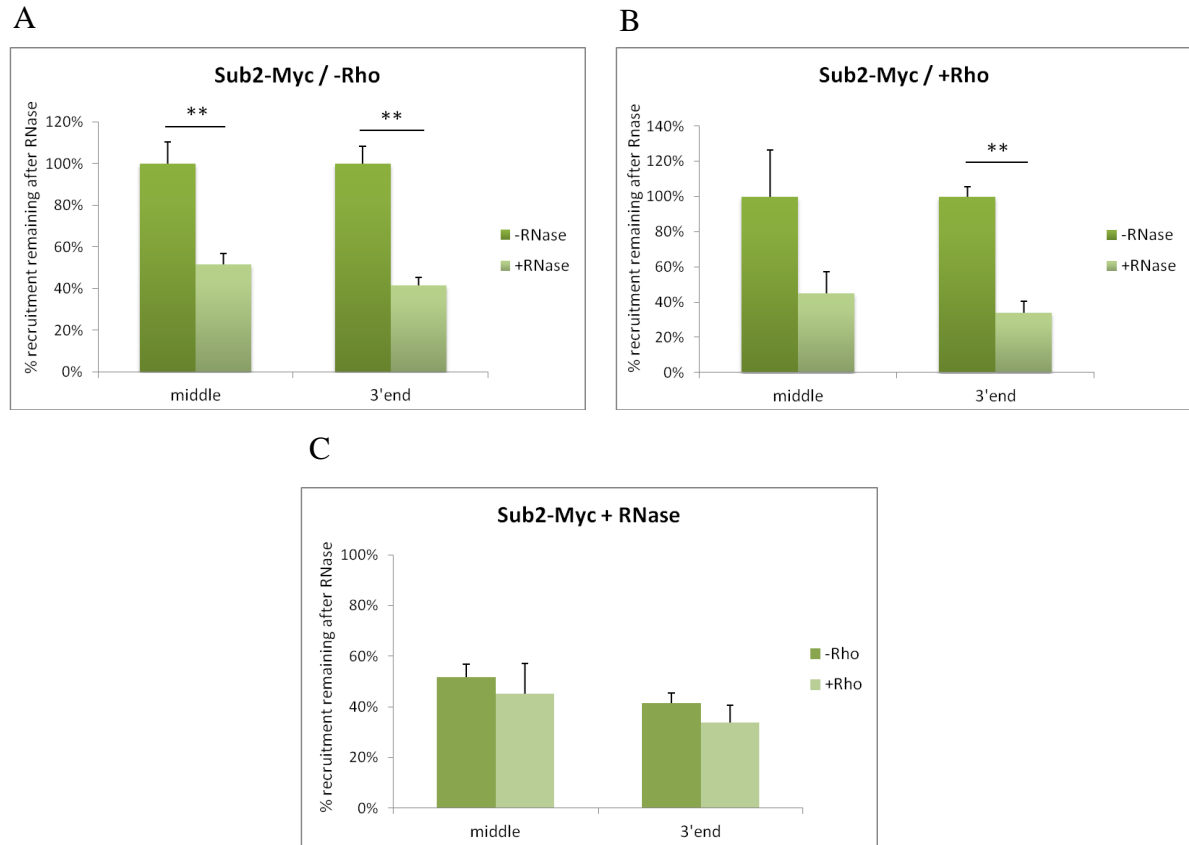 A
Sub2-Myc / -Rho
** **
% recruitment remaining after RNase
120%
100%
80%
60%
40%
20%
0%
middle 3'end
-RNase
+RNase
B
Sub2-Myc / +Rho
**
% recruitment remaining after Rnase
140%
120%
100%
80%
60%
40%
20%
0%
middle 3'end
-RNase
+RNase
C
Sub2-Myc + RNase
% recruitment remaining after RNase
100%
80%
60%
40%
20%
0%
middle 3'end
-Rho
+Rho